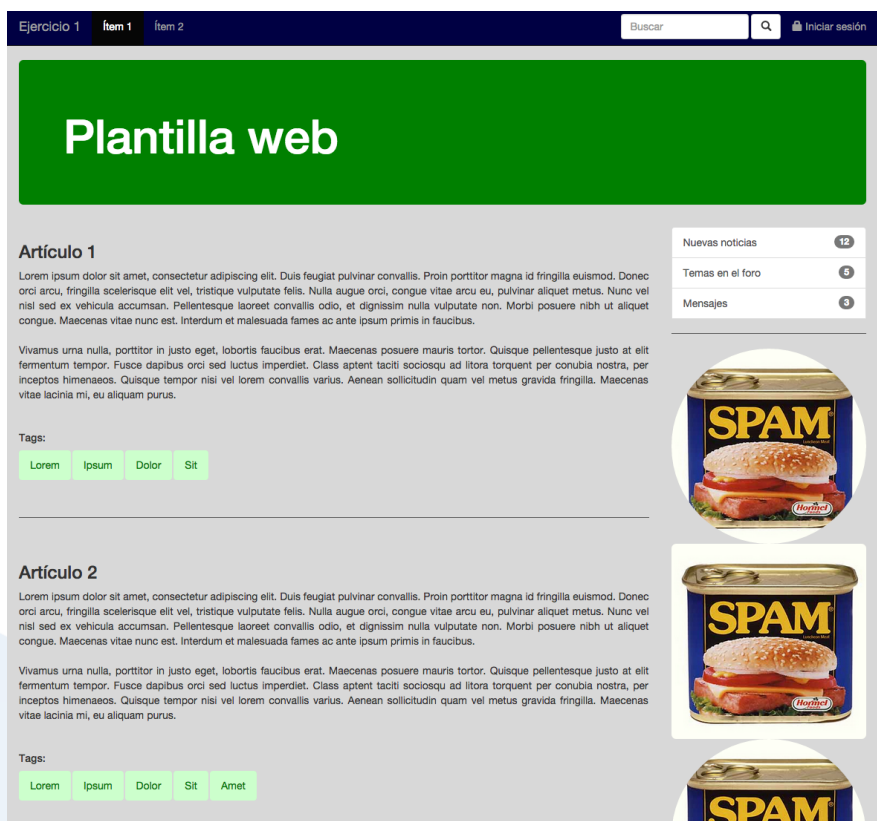 Ejercicio 1 Ítem 1 Ítem 2 Buscar Iniciar sesión
Plantilla web
Artículo 1
Lorem ipsum dolor sit amet, consectetur adipiscing elit. Duis feugiat pulvinar convallis. Proin porttitor magna id fringilla euismod. Donec
orci arcu, fringilla scelerisque elit vel, tristique vulputate felis. Nulla augue orci, congue vitae arcu eu, pulvinar aliquet metus. Nunc vel
nisl sed ex vehicula accumsan. Pellentesque laoreet convallis odio, et dignissim nulla vulputate non. Morbi posuere nibh ut aliquet
congue. Maecenas vitae nunc est. Interdum et malesuada fames ac ante ipsum primis in faucibus.
Vivamus urna nulla, porttitor in justo eget, lobortis faucibus erat. Maecenas posuere mauris tortor. Quisque pellentesque justo at elit
fermentum tempor. Fusce dapibus orci sed luctus imperdiet. Class aptent taciti sociosqu ad litora torquent per conubia nostra, per
inceptos himenaeos. Quisque tempor nisi vel lorem convallis varius. Aenean sollicitudin quam vel metus gravida fringilla. Maecenas
vitae lacinia mi, eu aliquam purus.
Tags:
Lorem Ipsum Dolor Sit
Artículo 2
Lorem ipsum dolor sit amet, consectetur adipiscing elit. Duis feugiat pulvinar convallis. Proin porttitor magna id fringilla euismod. Donec
orci arcu, fringilla scelerisque elit vel, tristique vulputate felis. Nulla augue orci, congue vitae arcu eu, pulvinar aliquet metus. Nunc vel
nisl sed ex vehicula accumsan. Pellentesque laoreet convallis odio, et dignissim nulla vulputate non. Morbi posuere nibh ut aliquet
congue. Maecenas vitae nunc est. Interdum et malesuada fames ac ante ipsum primis in faucibus.
Vivamus urna nulla, porttitor in justo eget, lobortis faucibus erat. Maecenas posuere mauris tortor. Quisque pellentesque justo at elit
fermentum tempor. Fusce dapibus orci sed luctus imperdiet. Class aptent taciti sociosqu ad litora torquent per conubia nostra, per
inceptos himenaeos. Quisque tempor nisi vel lorem convallis varius. Aenean sollicitudin quam vel metus gravida fringilla. Maecenas
vitae lacinia mi, eu aliquam purus.
Tags:
Lorem Ipsum Dolor Sit Amet
Nuevas noticias 12
Temas en el foro 5
Mensajes 3
SPAM
Hormel
SPAM
Hormel
SPAM